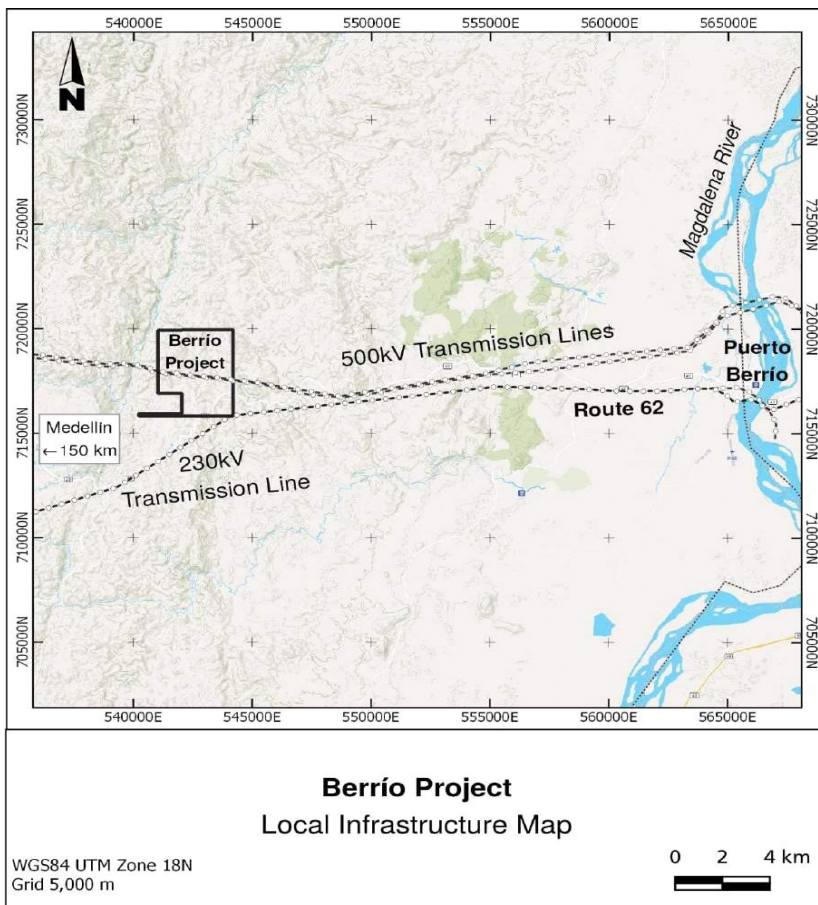 540000E 545000E 550000E 555000E 560000E 565000E
N
730000N
730000N
Magdalena River
725000N
725000N
720000N
720000N
Berrío
Project
500kV Transmission Lines
Puerto
Berrío
Route 62
Medellín
←150 km
715000N
715000N
230kV
Transmission Line
710000N
710000N
705000N
705000N
540000E 545000E 550000E 555000E 560000E 565000E
Berrío Project
Local Infrastructure Map
WGS84 UTM Zone 18N
Grid 5,000 m
0 2 4 km